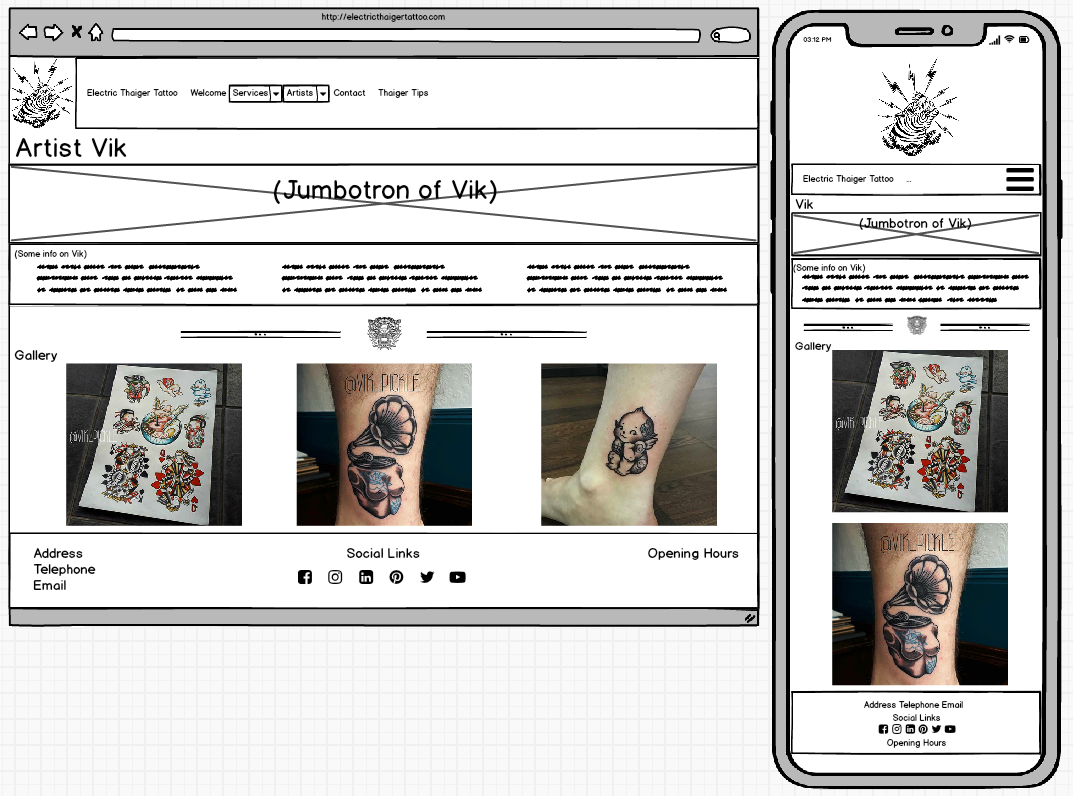 http://electricthaigertattoo.com
Electric Thaiger Tattoo Welcome Services Artists Contact Thaiger Tips
Artist Vik
(Jumbotron of Vik)
(Some info on Vik)
Gallery
@VIK_PICKLE
@VIK_PICKLE
Address
Telephone
Email
Social Links
Opening Hours
03:12 PM
Electric Thaiger Tattoo ...
Vik
(Jumbotron of Vik)
(Some info on Vik)
Gallery
@VIK_PICKLE
@VIK_PICKLE
Address Telephone Email
Social Links
Opening Hours